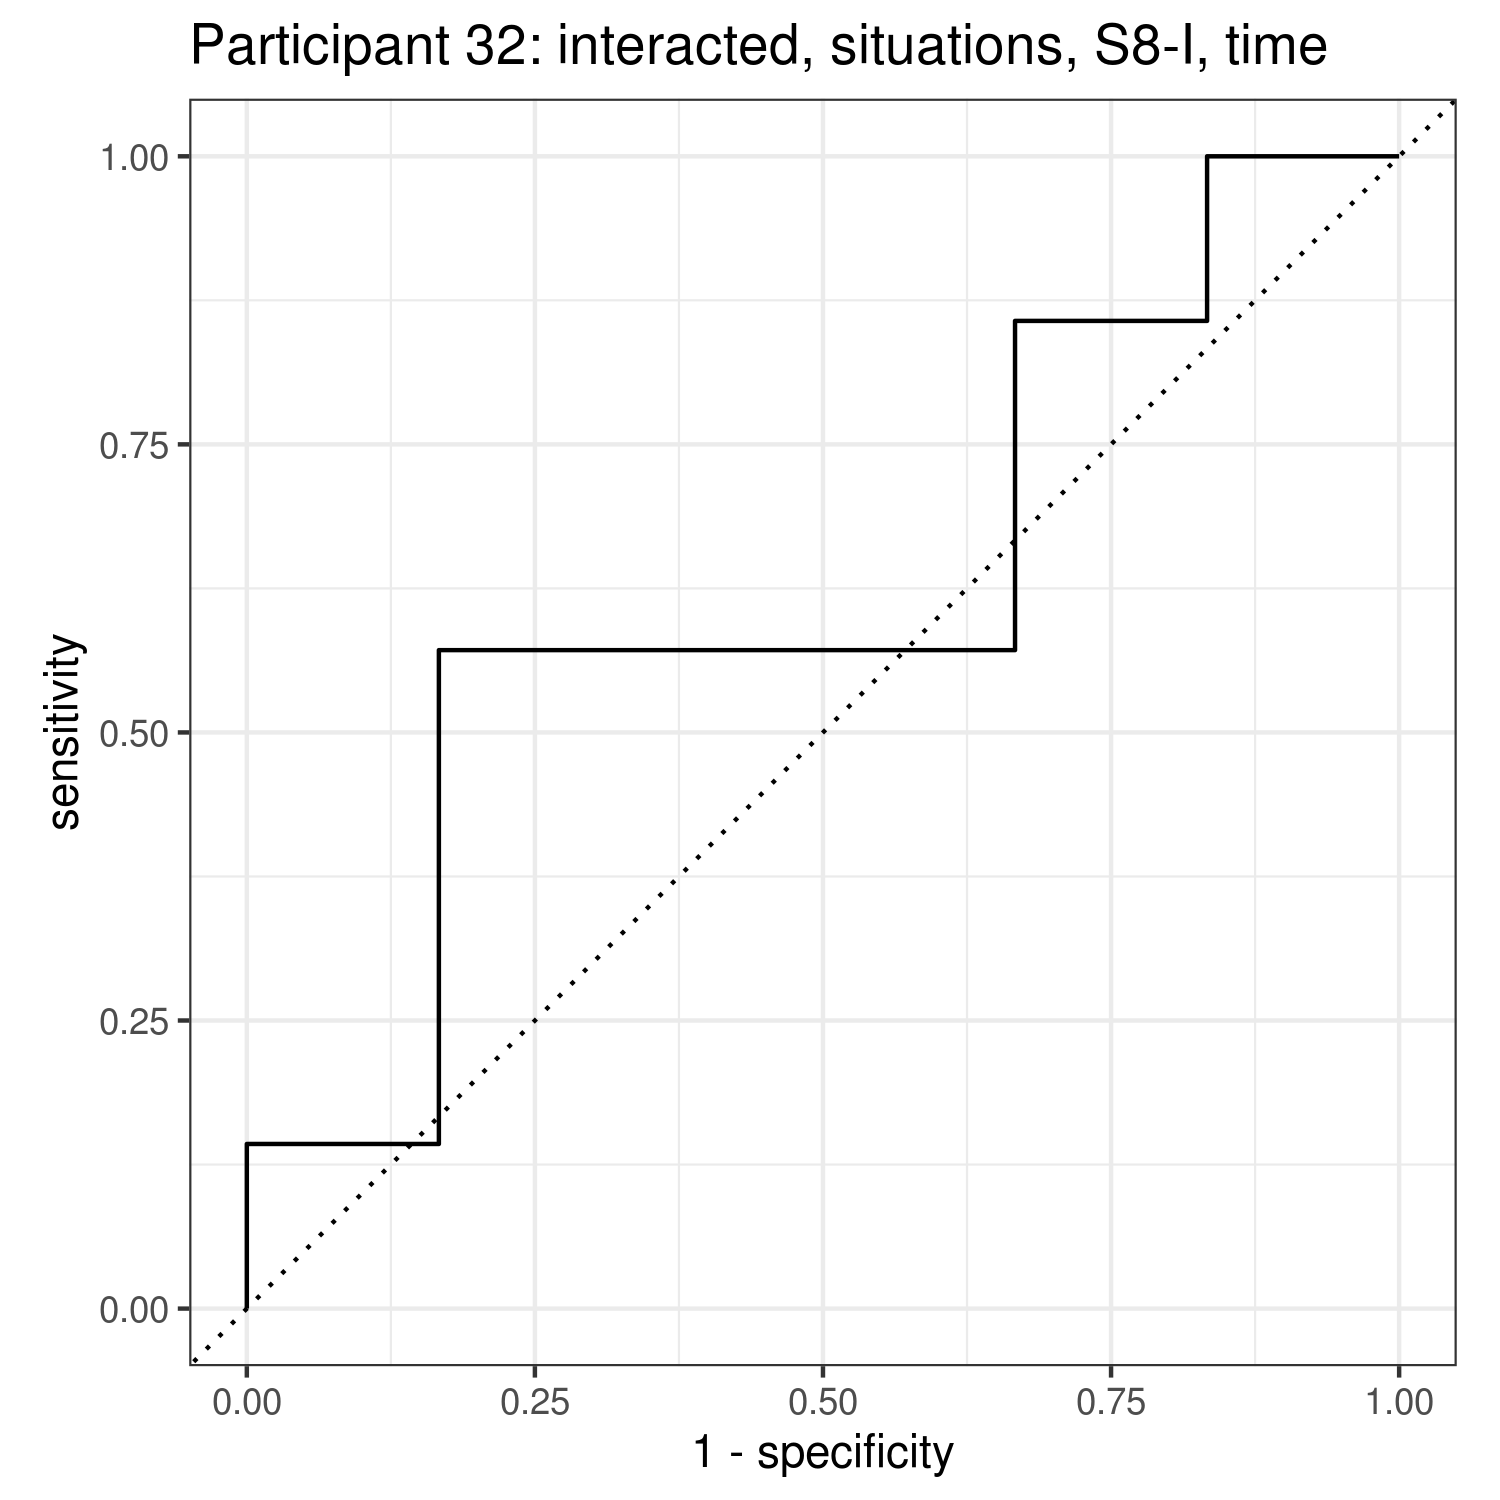 Participant 32: interacted, situations, S8-I, time
1.00
0.75
0.50
0.25
0.00
sensitivity
0.00 0.25 0.50 0.75 1.00
1 - specificity